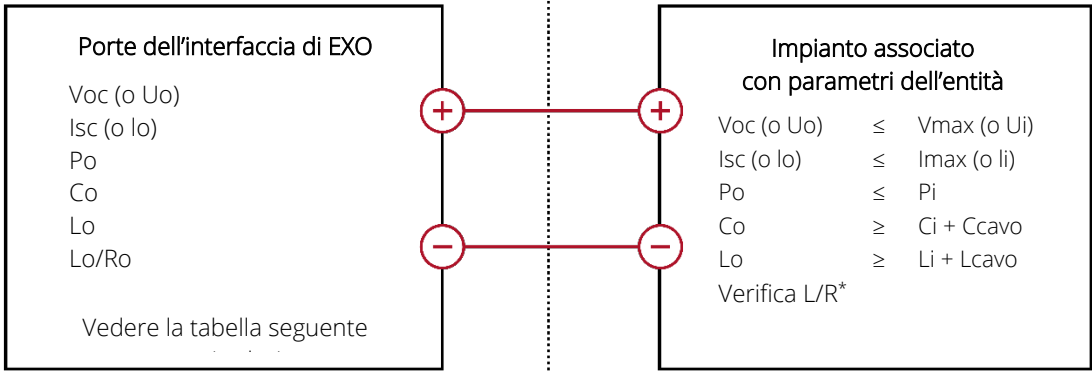 Porte dell'interfaccia di EXO
Voc (o Uo)
Isc (o Io)
Po
Co
Lo
Lo/Ro
Vedere la tabella seguente
+
−
+
−
Impianto associato
con parametri dell'entità
Voc (o Uo) ≤ Vmax (o Ui)
Isc (o Io) ≤ Imax (o Ii)
Po ≤ Pi
Co ≥ Ci + Ccavo
Lo ≥ Li + Lcavo
Verifica L/R*